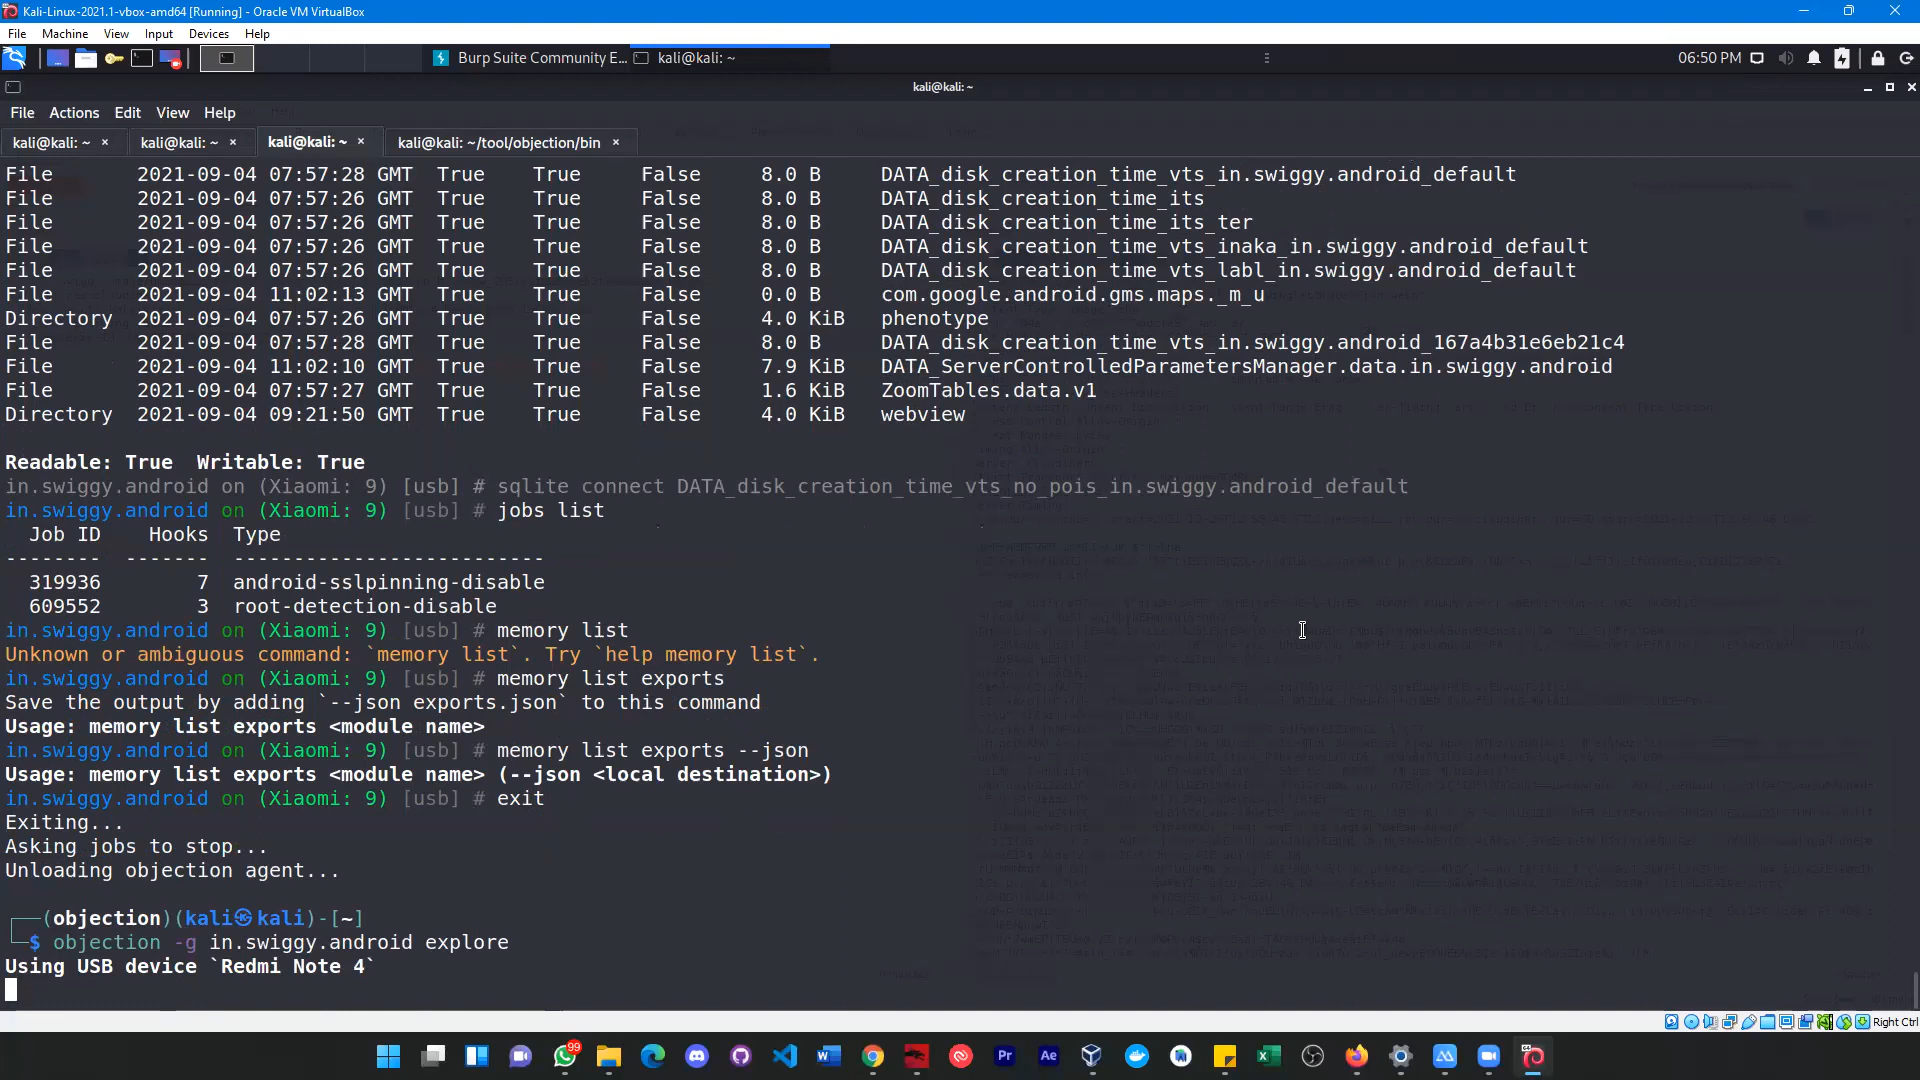 Kali-Linux-2021.1-vbox-amd64 [Running] - Oracle VM VirtualBox
File Machine View Input Devices Help
Burp Suite Community E... kali@kali: ~ 06:50 PM
kali@kali: ~
File Actions Edit View Help
kali@kali: ~ × kali@kali: ~ × kali@kali: ~ × kali@kali: ~/tool/objection/bin ×
File 2021-09-04 07:57:28 GMT True True False 8.0 B DATA_disk_creation_time_vts_in.swiggy.android_default
File 2021-09-04 07:57:26 GMT True True False 8.0 B DATA_disk_creation_time_its
File 2021-09-04 07:57:26 GMT True True False 8.0 B DATA_disk_creation_time_its_ter
File 2021-09-04 07:57:26 GMT True True False 8.0 B DATA_disk_creation_time_vts_inaka_in.swiggy.android_default
File 2021-09-04 07:57:26 GMT True True False 8.0 B DATA_disk_creation_time_vts_labl_in.swiggy.android_default
File 2021-09-04 11:02:13 GMT True True False 0.0 B com.google.android.gms.maps._m_u
Directory 2021-09-04 07:57:26 GMT True True False 4.0 KiB phenotype
File 2021-09-04 07:57:28 GMT True True False 8.0 B DATA_disk_creation_time_vts_in.swiggy.android_167a4b31e6eb21c4
File 2021-09-04 11:02:10 GMT True True False 7.9 KiB DATA_ServerControlledParametersManager.data.in.swiggy.android
File 2021-09-04 07:57:27 GMT True True False 1.6 KiB ZoomTables.data.v1
Directory 2021-09-04 09:21:50 GMT True True False 4.0 KiB webview
Readable: True Writable: True
in.swiggy.android on (Xiaomi: 9) [usb] # sqlite connect DATA_disk_creation_time_vts_no_pois_in.swiggy.android_default
in.swiggy.android on (Xiaomi: 9) [usb] # jobs list
Job ID Hooks Type
-------- ------- --------------------------
319936 7 android-sslpinning-disable
609552 3 root-detection-disable
in.swiggy.android on (Xiaomi: 9) [usb] # memory list
Unknown or ambiguous command: `memory list`. Try `help memory list`.
in.swiggy.android on (Xiaomi: 9) [usb] # memory list exports
Save the output by adding `--json exports.json` to this command
Usage: memory list exports <module name>
in.swiggy.android on (Xiaomi: 9) [usb] # memory list exports --json
Usage: memory list exports <module name> (--json <local destination>)
in.swiggy.android on (Xiaomi: 9) [usb] # exit
Exiting...
Asking jobs to stop...
Unloading objection agent...
┌──(objection)(kali㉿kali)-[~]
└─$ objection -g in.swiggy.android explore
Using USB device `Redmi Note 4`
Right Ctrl
99
Pr Ae